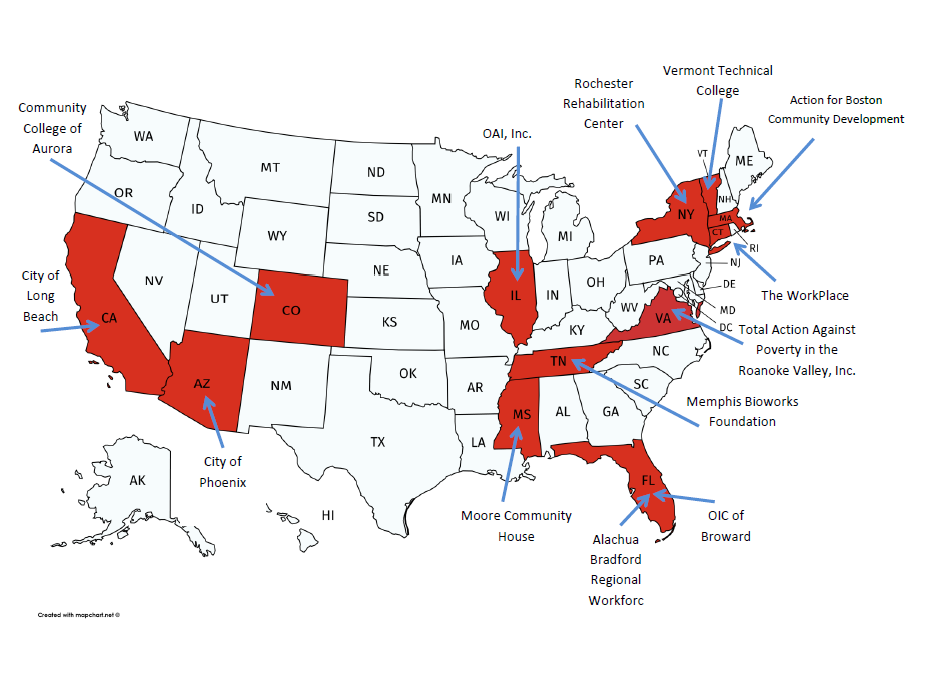 Vermont Technical
College
Rochester
Rehabilitation
Center
Action for Boston
Community Development
Community
College of
Aurora
OAI, Inc.
WA
MT
ND
MN
VT
ME
OR
ID
SD
WI
MI
NY
NH
MA
CT
RI
WY
IA
NE
PA
NJ
City of
Long
Beach
NV
UT
CO
IL
IN
OH
WV
DE
MD
DC
The WorkPlace
CA
KS
MO
KY
VA
Total Action Against
Poverty in the
Roanoke Valley, Inc.
AZ
NM
OK
AR
TN
NC
SC
Memphis Bioworks
Foundation
MS
AL
GA
TX
LA
City of
Phoenix
AK
HI
FL
Moore Community
House
OIC of
Broward
Alachua
Bradford
Regional
Workforc
Created with mapchart.net ©